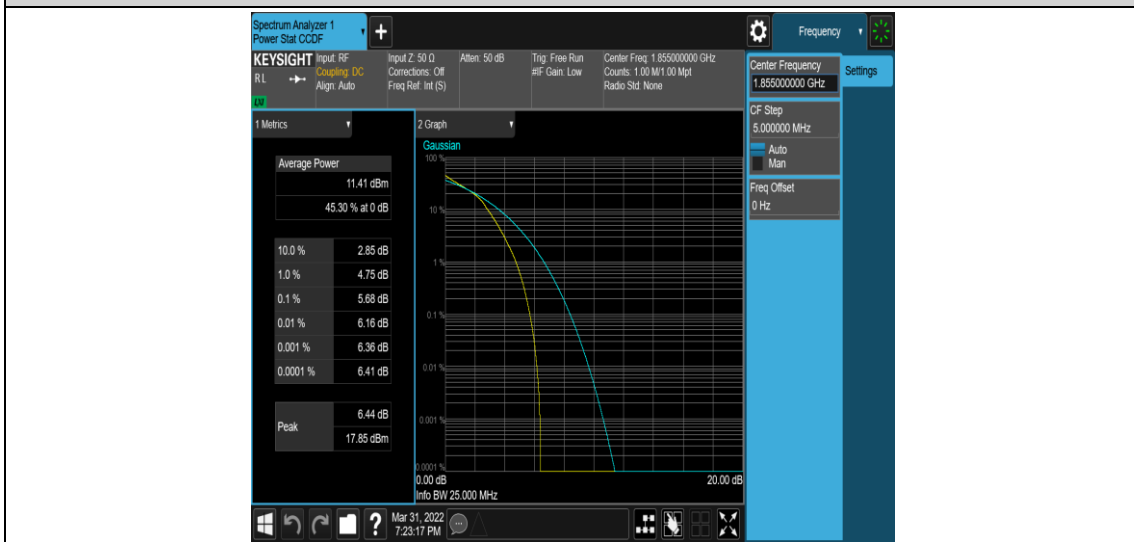 Spectrum Analyzer 1
Power Stat CCDF
+
Frequency
KEYSIGHT
RL
LXI
Input: RF
Coupling: DC
Align: Auto
Input Z: 50 Ω
Corrections: Off
Freq Ref: Int (S)
Atten: 50 dB
Trig: Free Run
#IF Gain: Low
Center Freq: 1.855000000 GHz
Counts: 1.00 M/1.00 Mpt
Radio Std: None
Center Frequency
1.855000000 GHz
Settings
CF Step
5.000000 MHz
Auto
Man
Freq Offset
0 Hz
1 Metrics
Average Power
11.41 dBm
45.30 % at 0 dB
10.0 % 2.85 dB
1.0 % 4.75 dB
0.1 % 5.68 dB
0.01 % 6.16 dB
0.001 % 6.36 dB
0.0001 % 6.41 dB
Peak
6.44 dB
17.85 dBm
2 Graph
Gaussian
100 %
10 %
1 %
0.1 %
0.01 %
0.001 %
0.0001 %
0.00 dB 20.00 dB
Info BW 25.000 MHz
?
Mar 31, 2022
7:23:17 PM